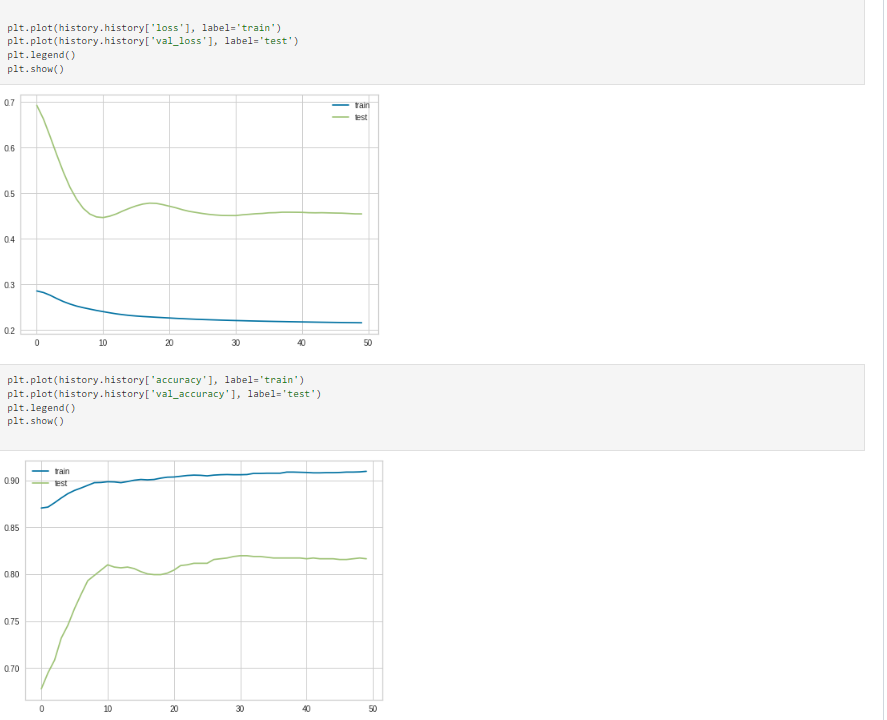 plt.plot(history.history['loss'], label='train')
plt.plot(history.history['val_loss'], label='test')
plt.legend()
plt.show()
train
test
0.7
0.6
0.5
0.4
0.3
0.2
0 10 20 30 40 50
plt.plot(history.history['accuracy'], label='train')
plt.plot(history.history['val_accuracy'], label='test')
plt.legend()
plt.show()
train
test
0.90
0.85
0.80
0.75
0.70
0 10 20 30 40 50